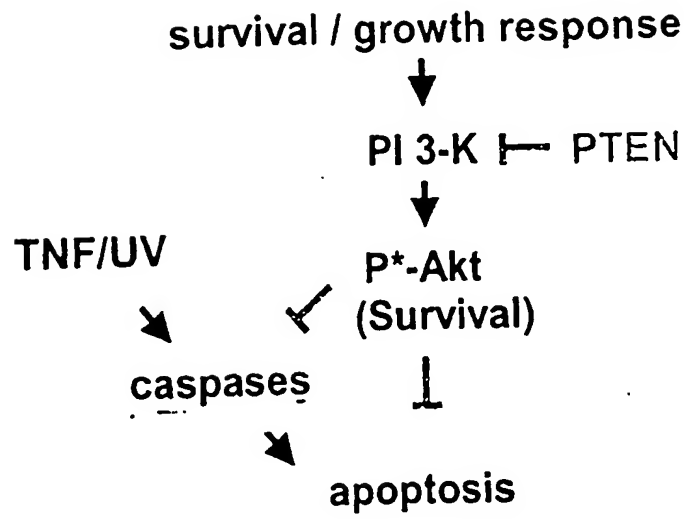 survival / growth response
PI 3-K PTEN
TNF/UV
P*-Akt
(Survival)
caspases
apoptosis